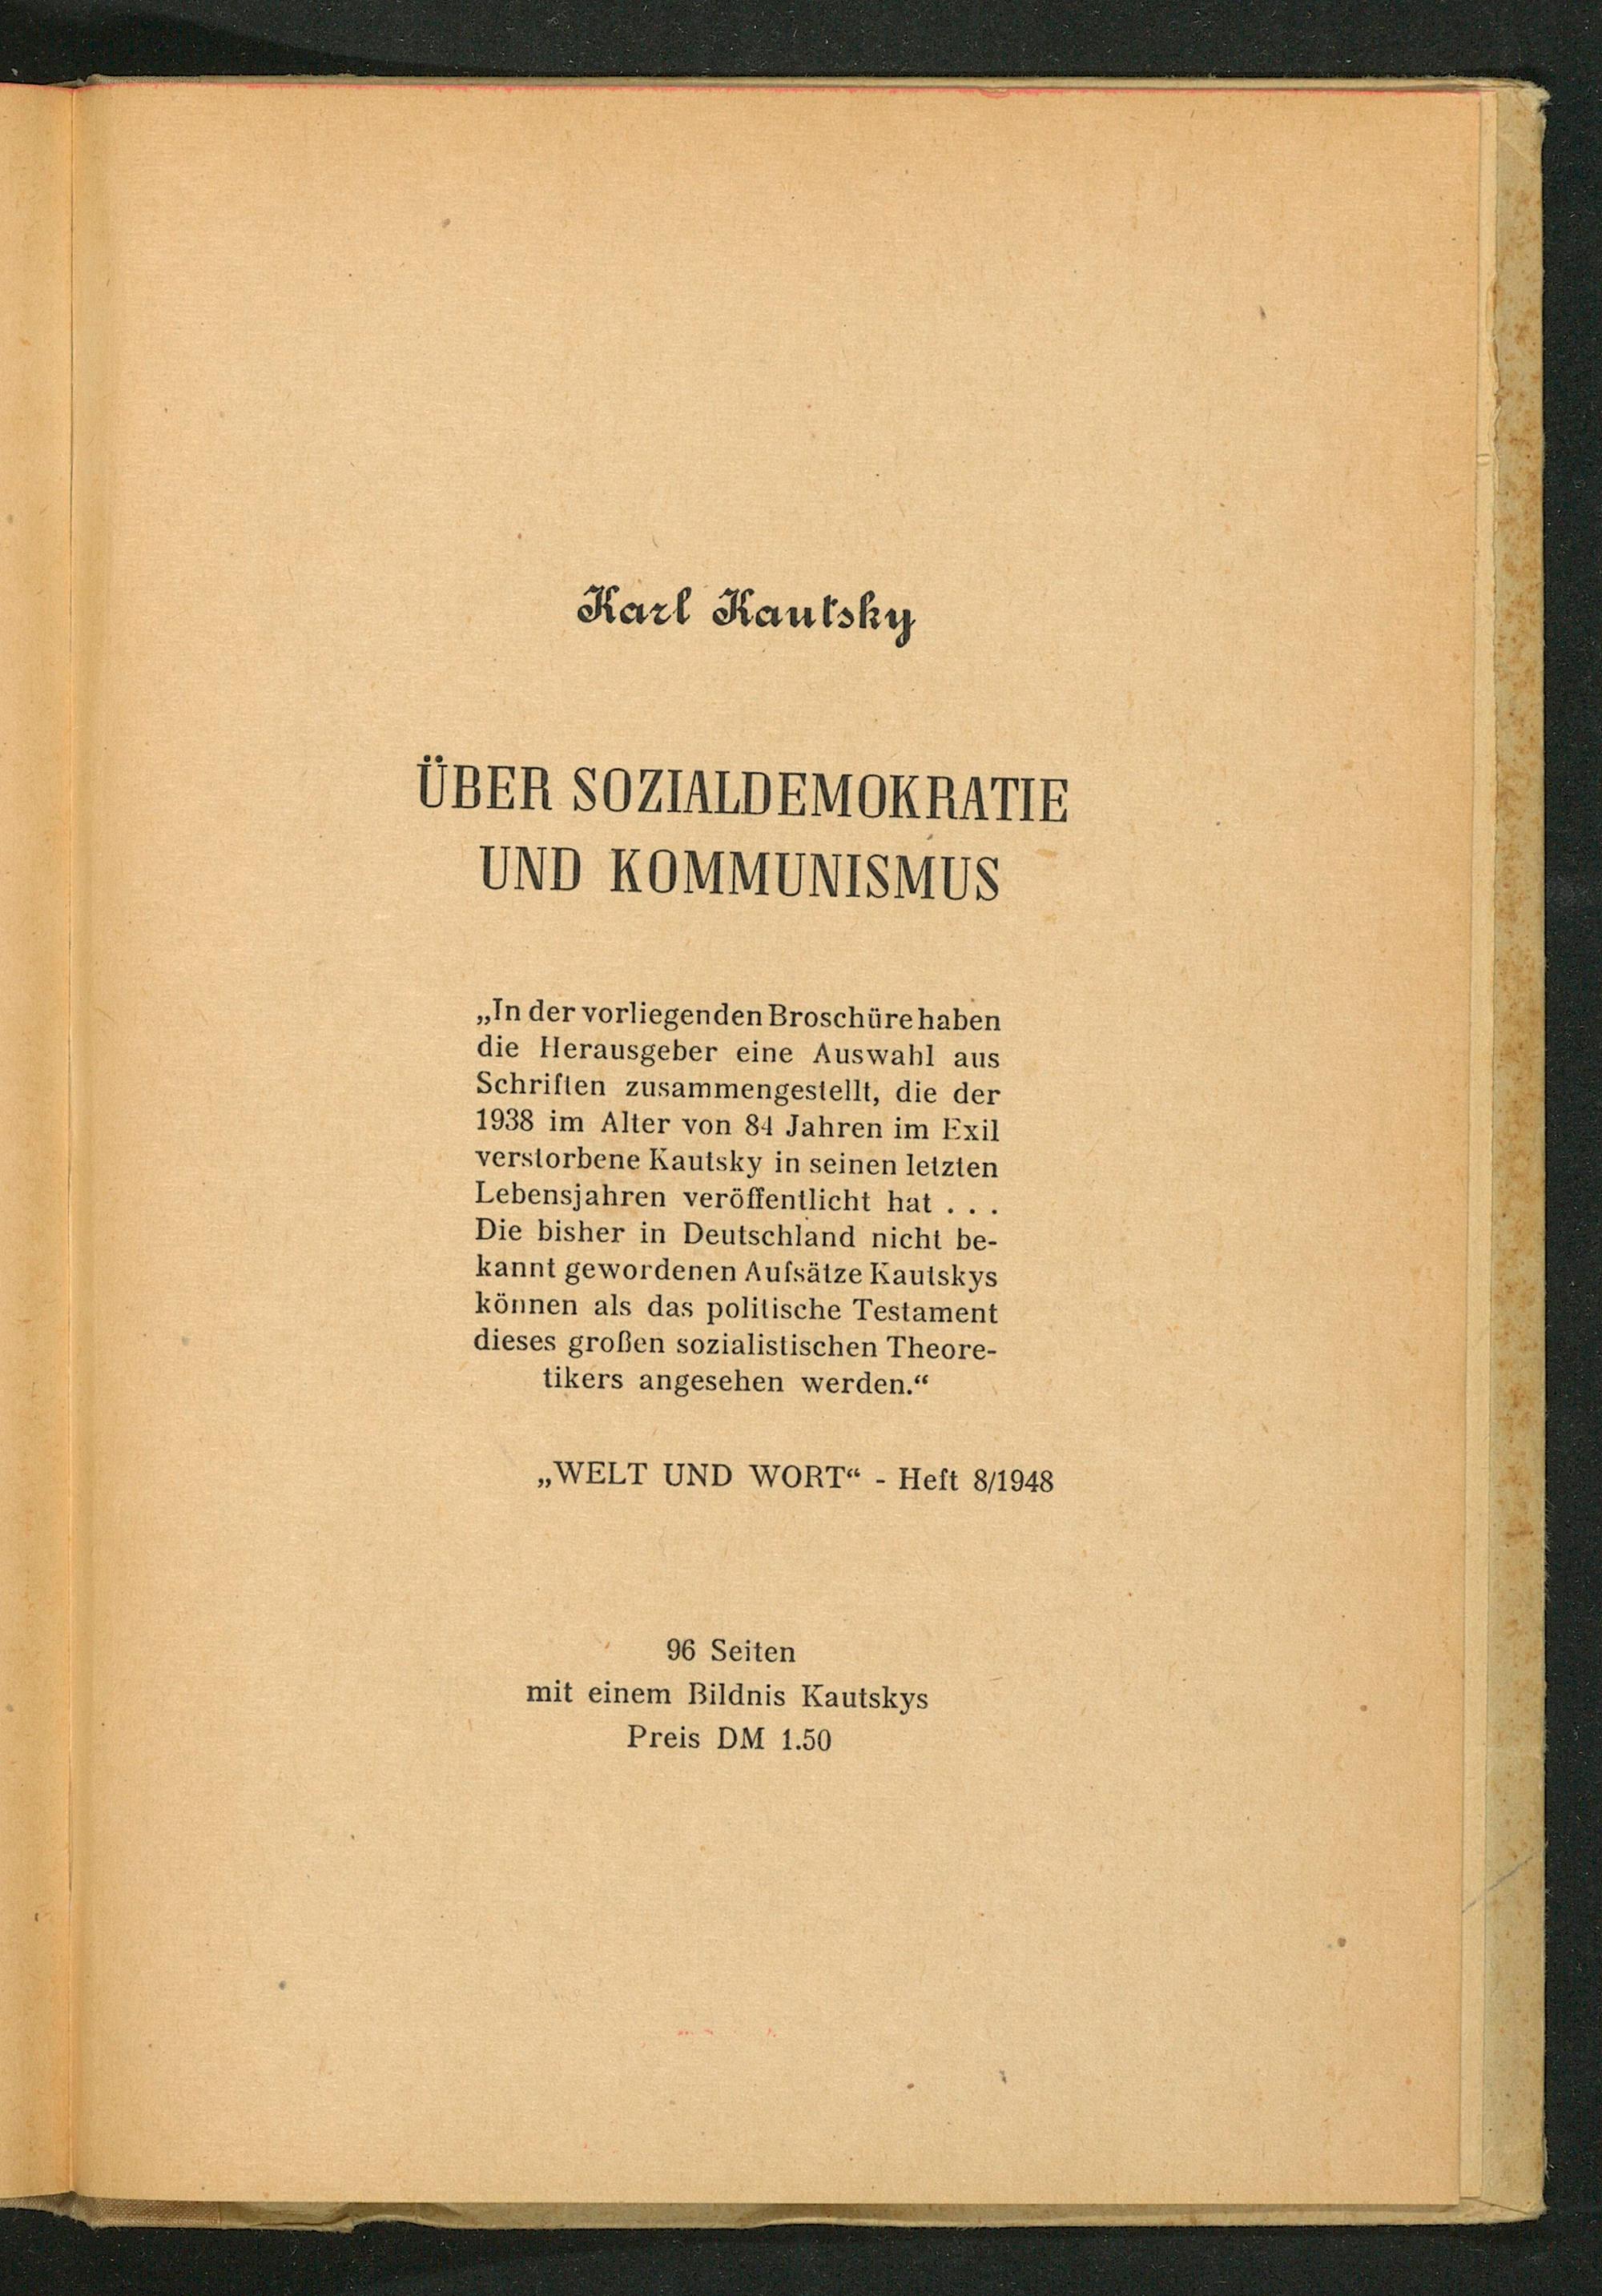 Karl Kautsky
ÜBER SOZIALDEMOKRATIE
UND KOMMUNISMUS
„In der vorliegenden Broschüre haben
die Herausgeber eine Auswahl aus
Schriften zusammengestellt, die der
1938 im Alter von 84 Jahren im Exil
verstorbene Kautsky in seinen letzten
Lebensjahren veröffentlicht hat . . .
Die bisher in Deutschland nicht be-
kannt gewordenen Aufsätze Kautskys
können als das politische Testament
dieses großen sozialistischen Theore-
tikers angesehen werden.“
„WELT UND WORT“ - Heft 8/1948
96 Seiten
mit einem Bildnis Kautskys
Preis DM 1.50